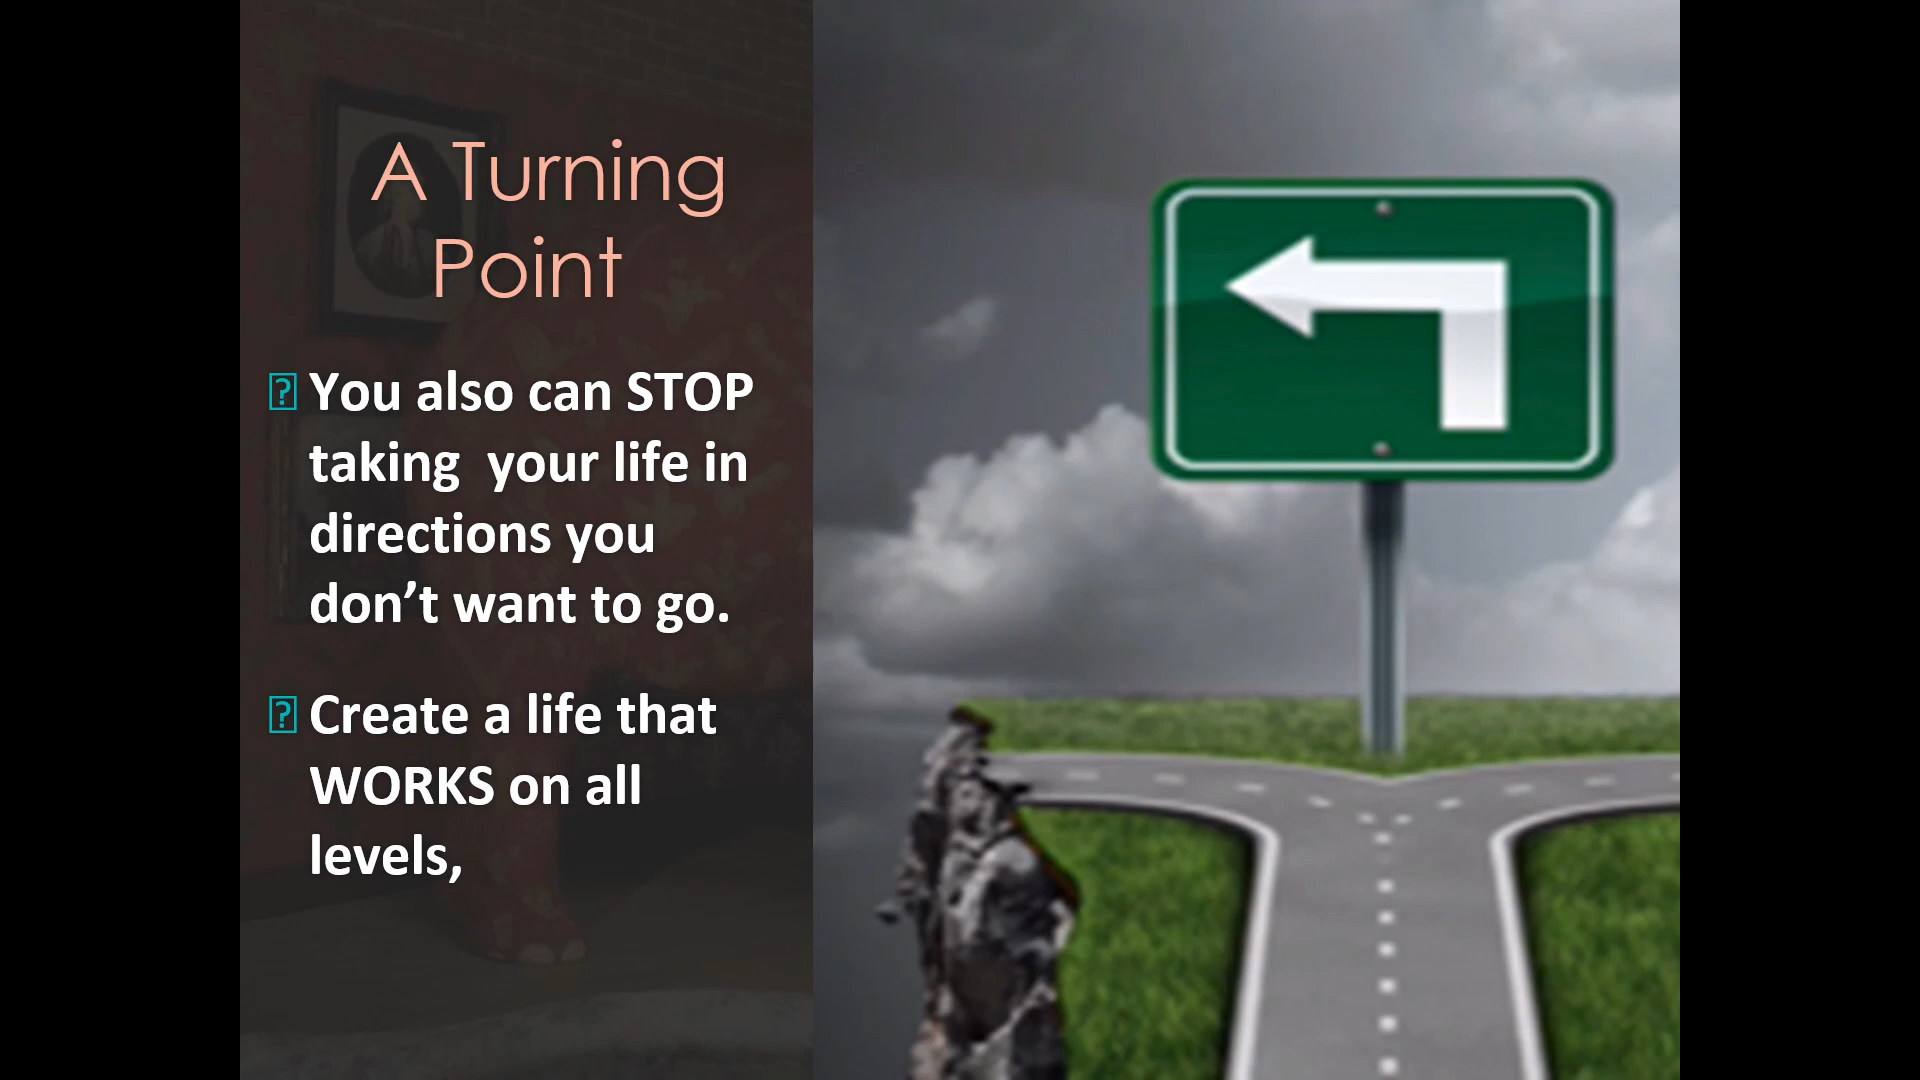 A Turning
Point
You also can STOP
taking  your life in
directions you
don’t want to go.
Create a life that
WORKS on all
levels,